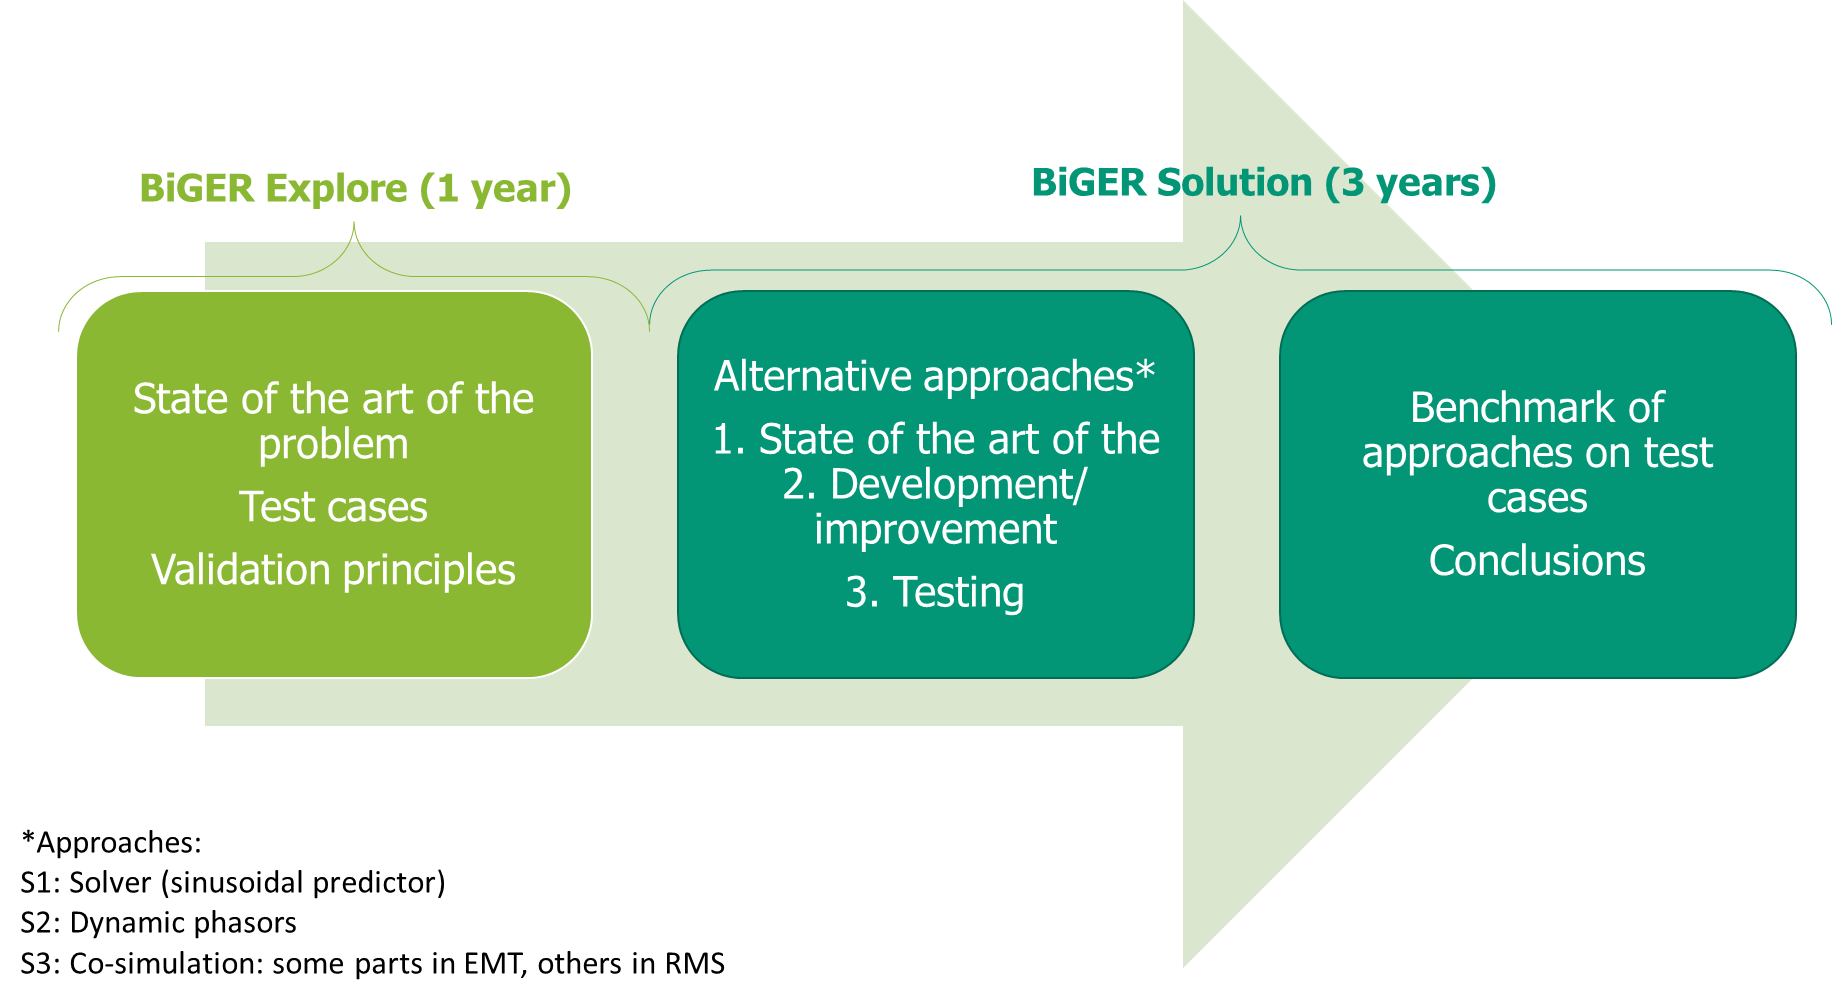 BiGER Explore (1 year)
BiGER Solution (3 years)
State of the art of the
problem
Test cases
Validation principles
Alternative approaches*
1. State of the art of the
2. Development/
improvement
3. Testing
Benchmark of
approaches on test
cases
Conclusions
*Approaches:
S1: Solver (sinusoidal predictor)
S2: Dynamic phasors
S3: Co-simulation: some parts in EMT, others in RMS